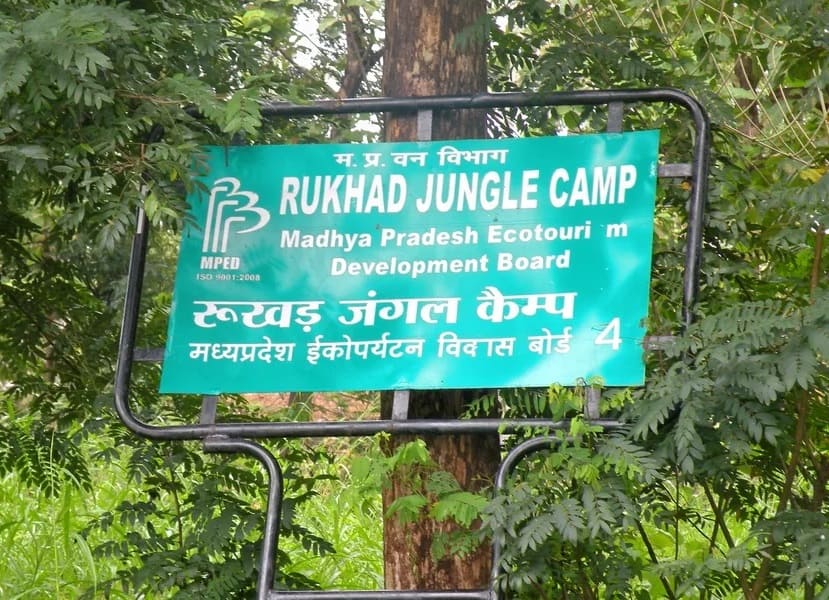 म. प्र. वन विभाग
RUKHAD JUNGLE CAMP
Madhya Pradesh Ecotouri m
Development Board
MPED
ISO 9001:2008
रूखड़ जंगल कैम्प
मध्यप्रदेश ईकोपर्यटन विकास बोर्ड 4